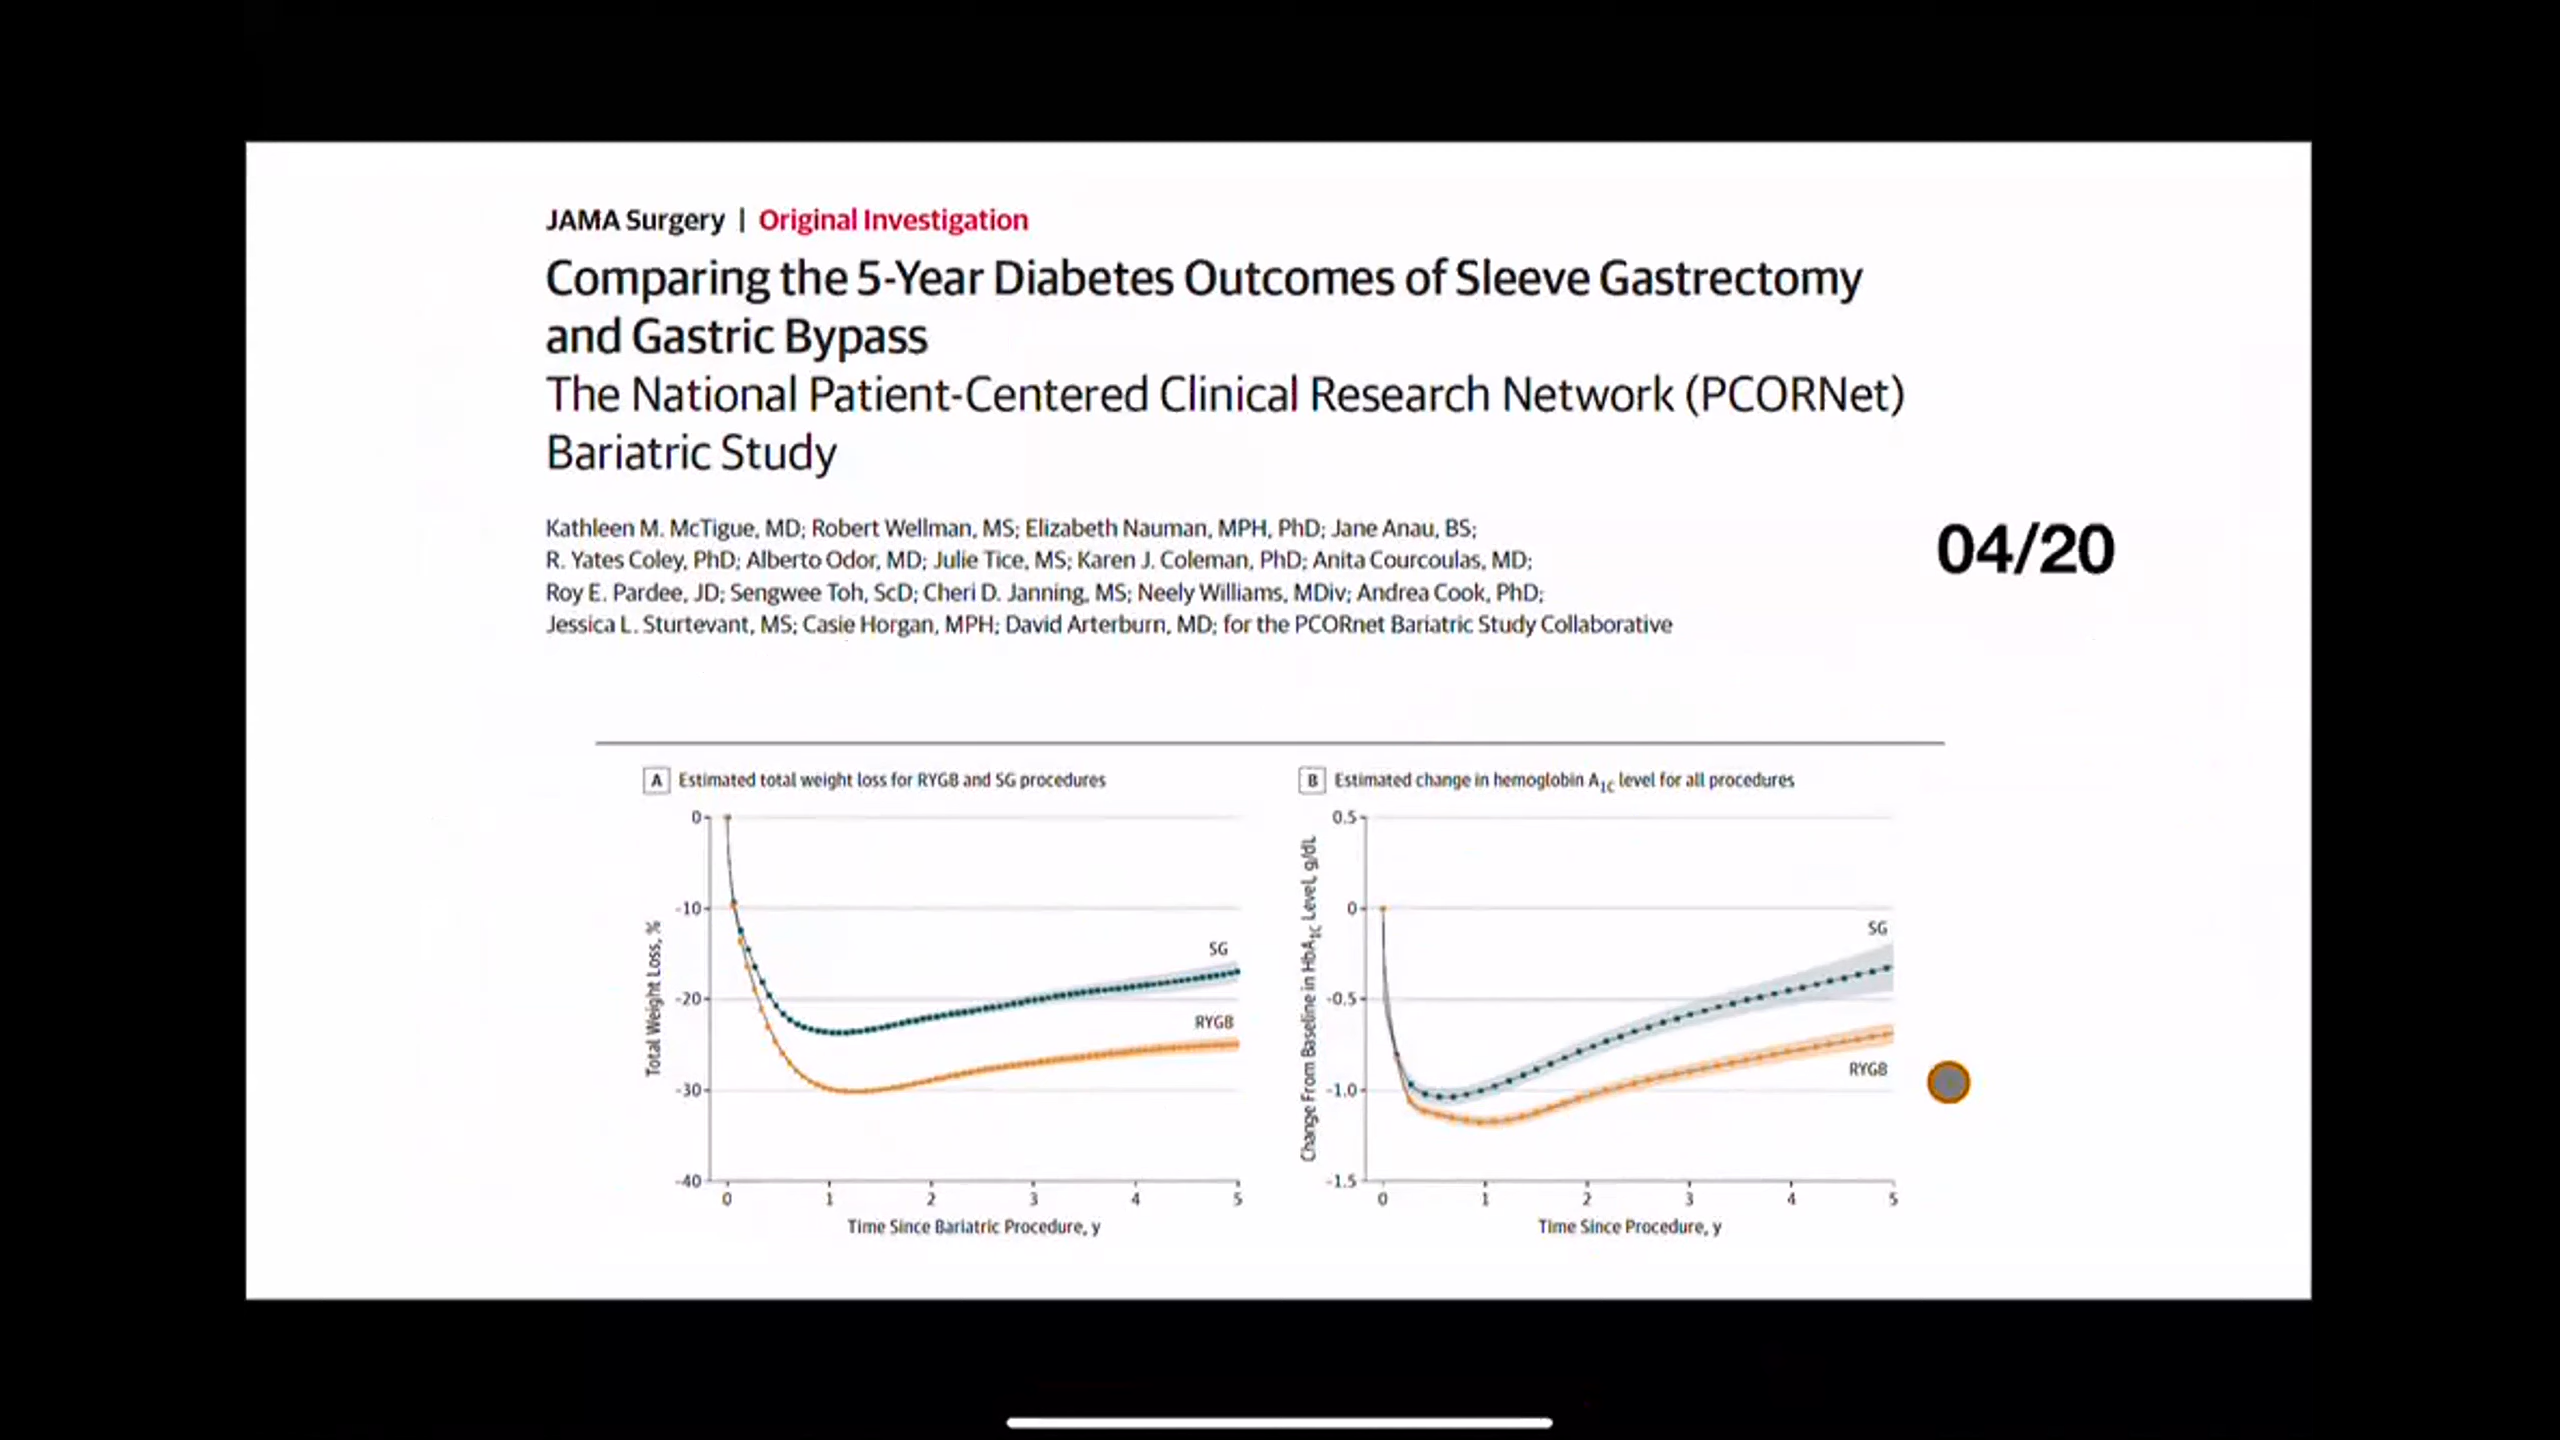 JAMA Surgery | Original Investigation
Comparing the 5-Year Diabetes Outcomes of Sleeve Gastrectomy
and Gastric Bypass
The National Patient-Centered Clinical Research Network (PCORNet)
Bariatric Study
Kathleen M. McTigue, MD; Robert Wellman, MS; Elizabeth Nauman, MPH, PhD; Jane Anau, BS;
R. Yates Coley, PhD; Alberto Odor, MD; Julie Tice, MS; Karen J. Coleman, PhD; Anita Courcoulas, MD;
Roy E. Pardee, JD; Sengwee Toh, ScD; Cheri D. Janning, MS; Neely Williams, MDiv; Andrea Cook, PhD;
Jessica L. Sturtevant, MS; Casie Horgan, MPH; David Arterburn, MD; for the PCORnet Bariatric Study Collaborative
04/20
A Estimated total weight loss for RYGB and SG procedures
Total Weight Loss, %
0
-10
-20
-30
-40
SG
RYGB
0 1 2 3 4 5
Time Since Bariatric Procedure, y
B Estimated change in hemoglobin A1C level for all procedures
Change From Baseline in HbA1C Level, g/dL
0.5
0
-0.5
-1.0
-1.5
SG
RYGB
0 1 2 3 4 5
Time Since Procedure, y